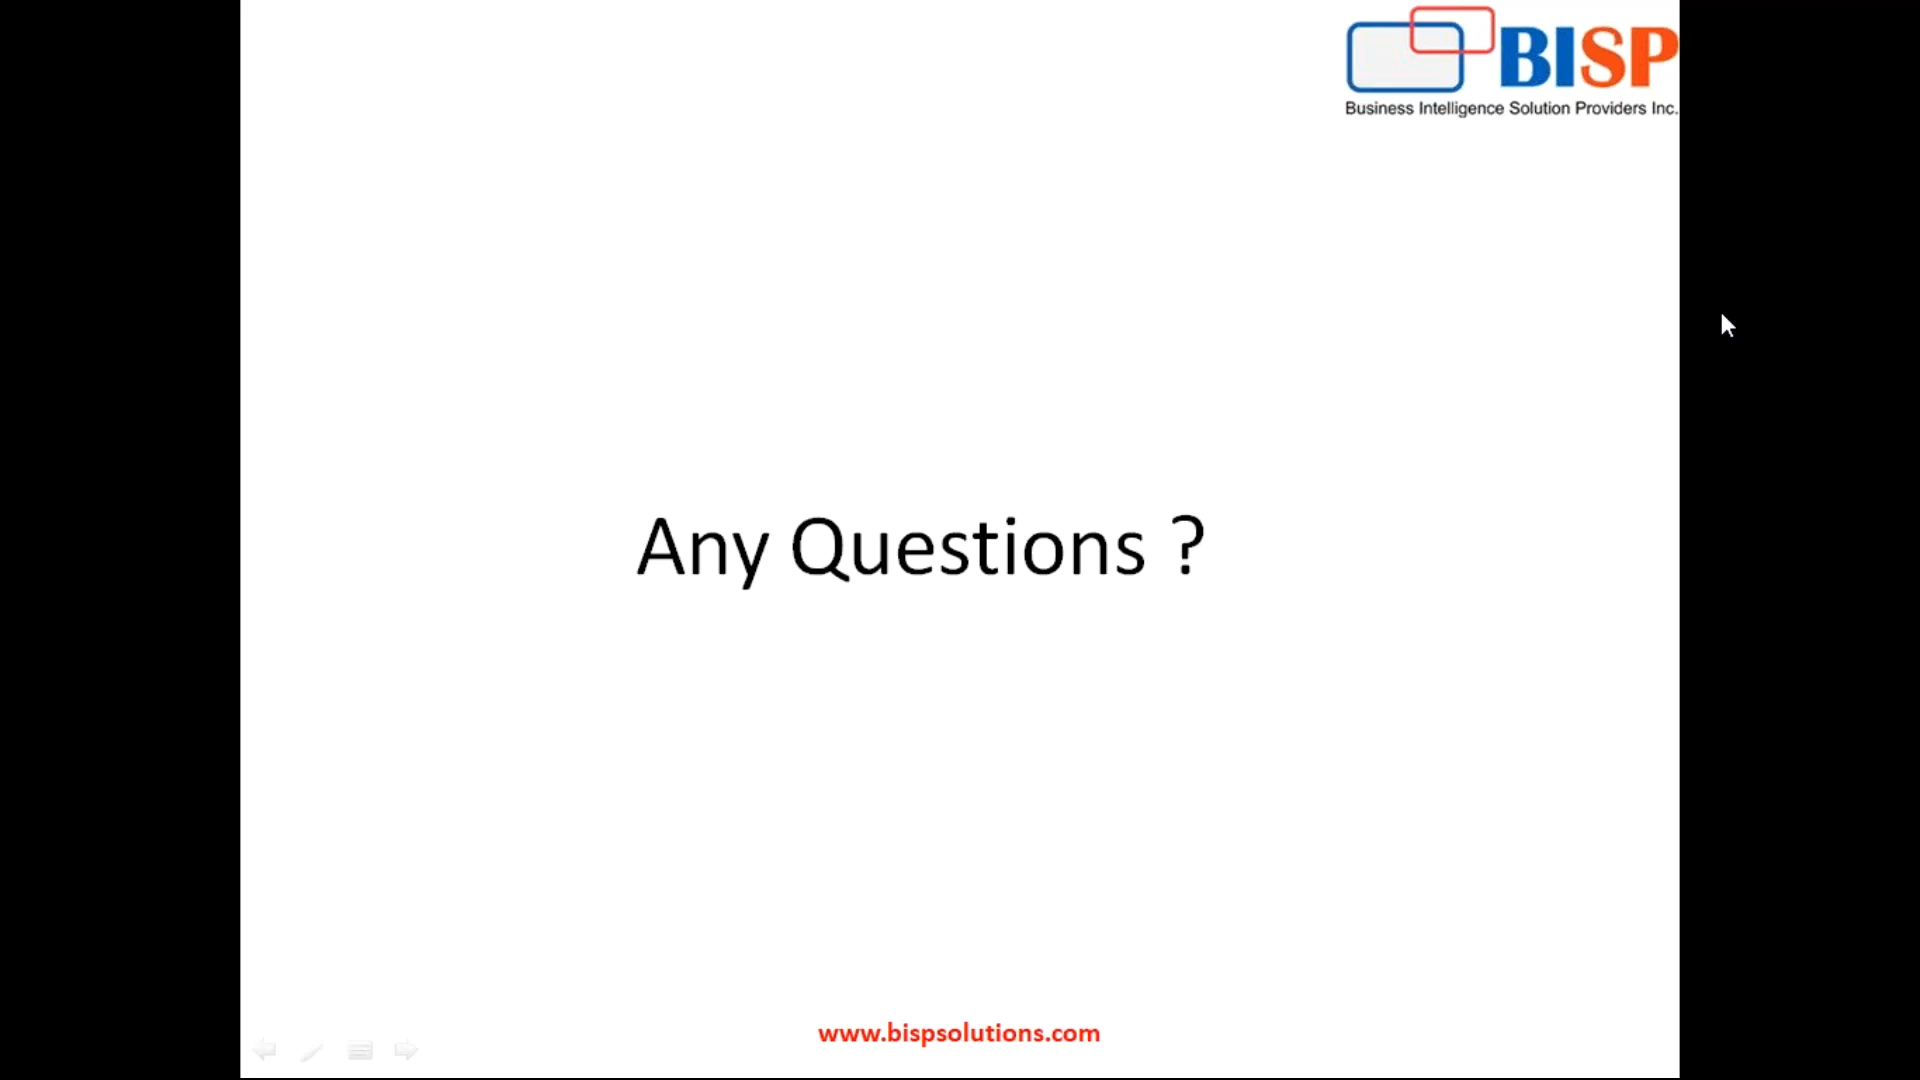 BISP
Business Intelligence Solution Providers Inc.
Any Questions ?
www.bispsolutions.com